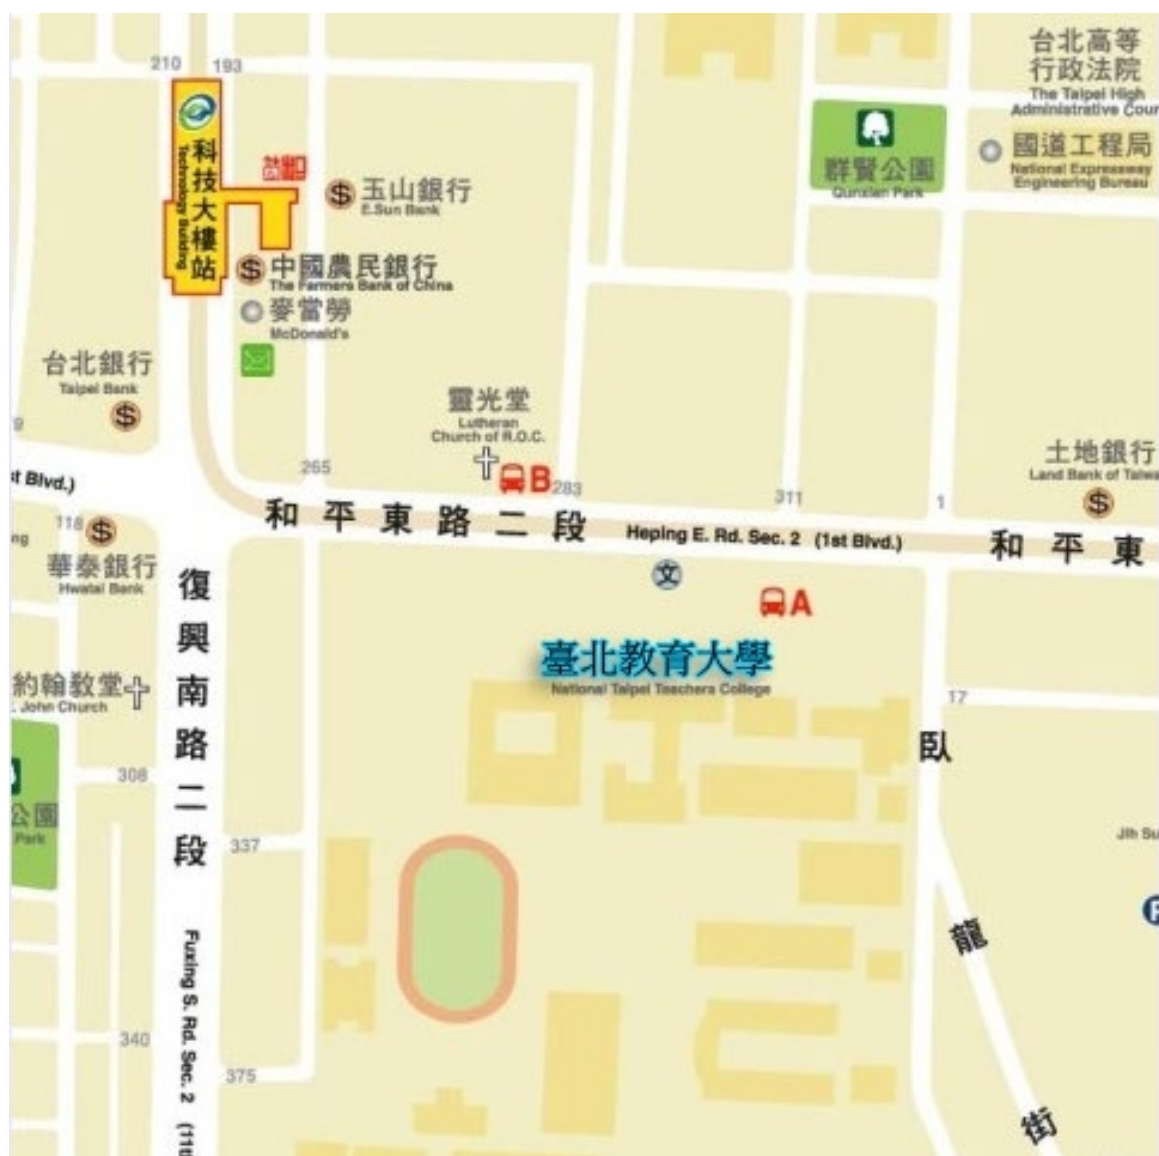 210
193
台北高等
行政法院
The Taipei High
Administrative Cour
科技大樓站
Technology Building
群賢公園
Qunxian Park
國道工程局
National Expressway
Engineering Bureau
$
玉山銀行
E.Sun Bank
$
中國農民銀行
The Farmers Bank of China
麥當勞
McDonald's
台北銀行
Taipei Bank
$
靈光堂
Lutheran
Church of R.O.C.
B
土地銀行
Land Bank of Taiwa
$
9
265
283
311
1
st Blvd.)
和平東路二段
Heping E. Rd. Sec. 2 (1st Blvd.)
和平東
118
$
ng
華泰銀行
Hwatai Bank
文
A
臺北教育大學
National Taipei Teachers College
復興南路二段
Fuxing S. Rd. Sec. 2 (11t
約翰教堂
. John Church
17
308
公園
Park
337
臥龍街
Jih Su
P
340
375